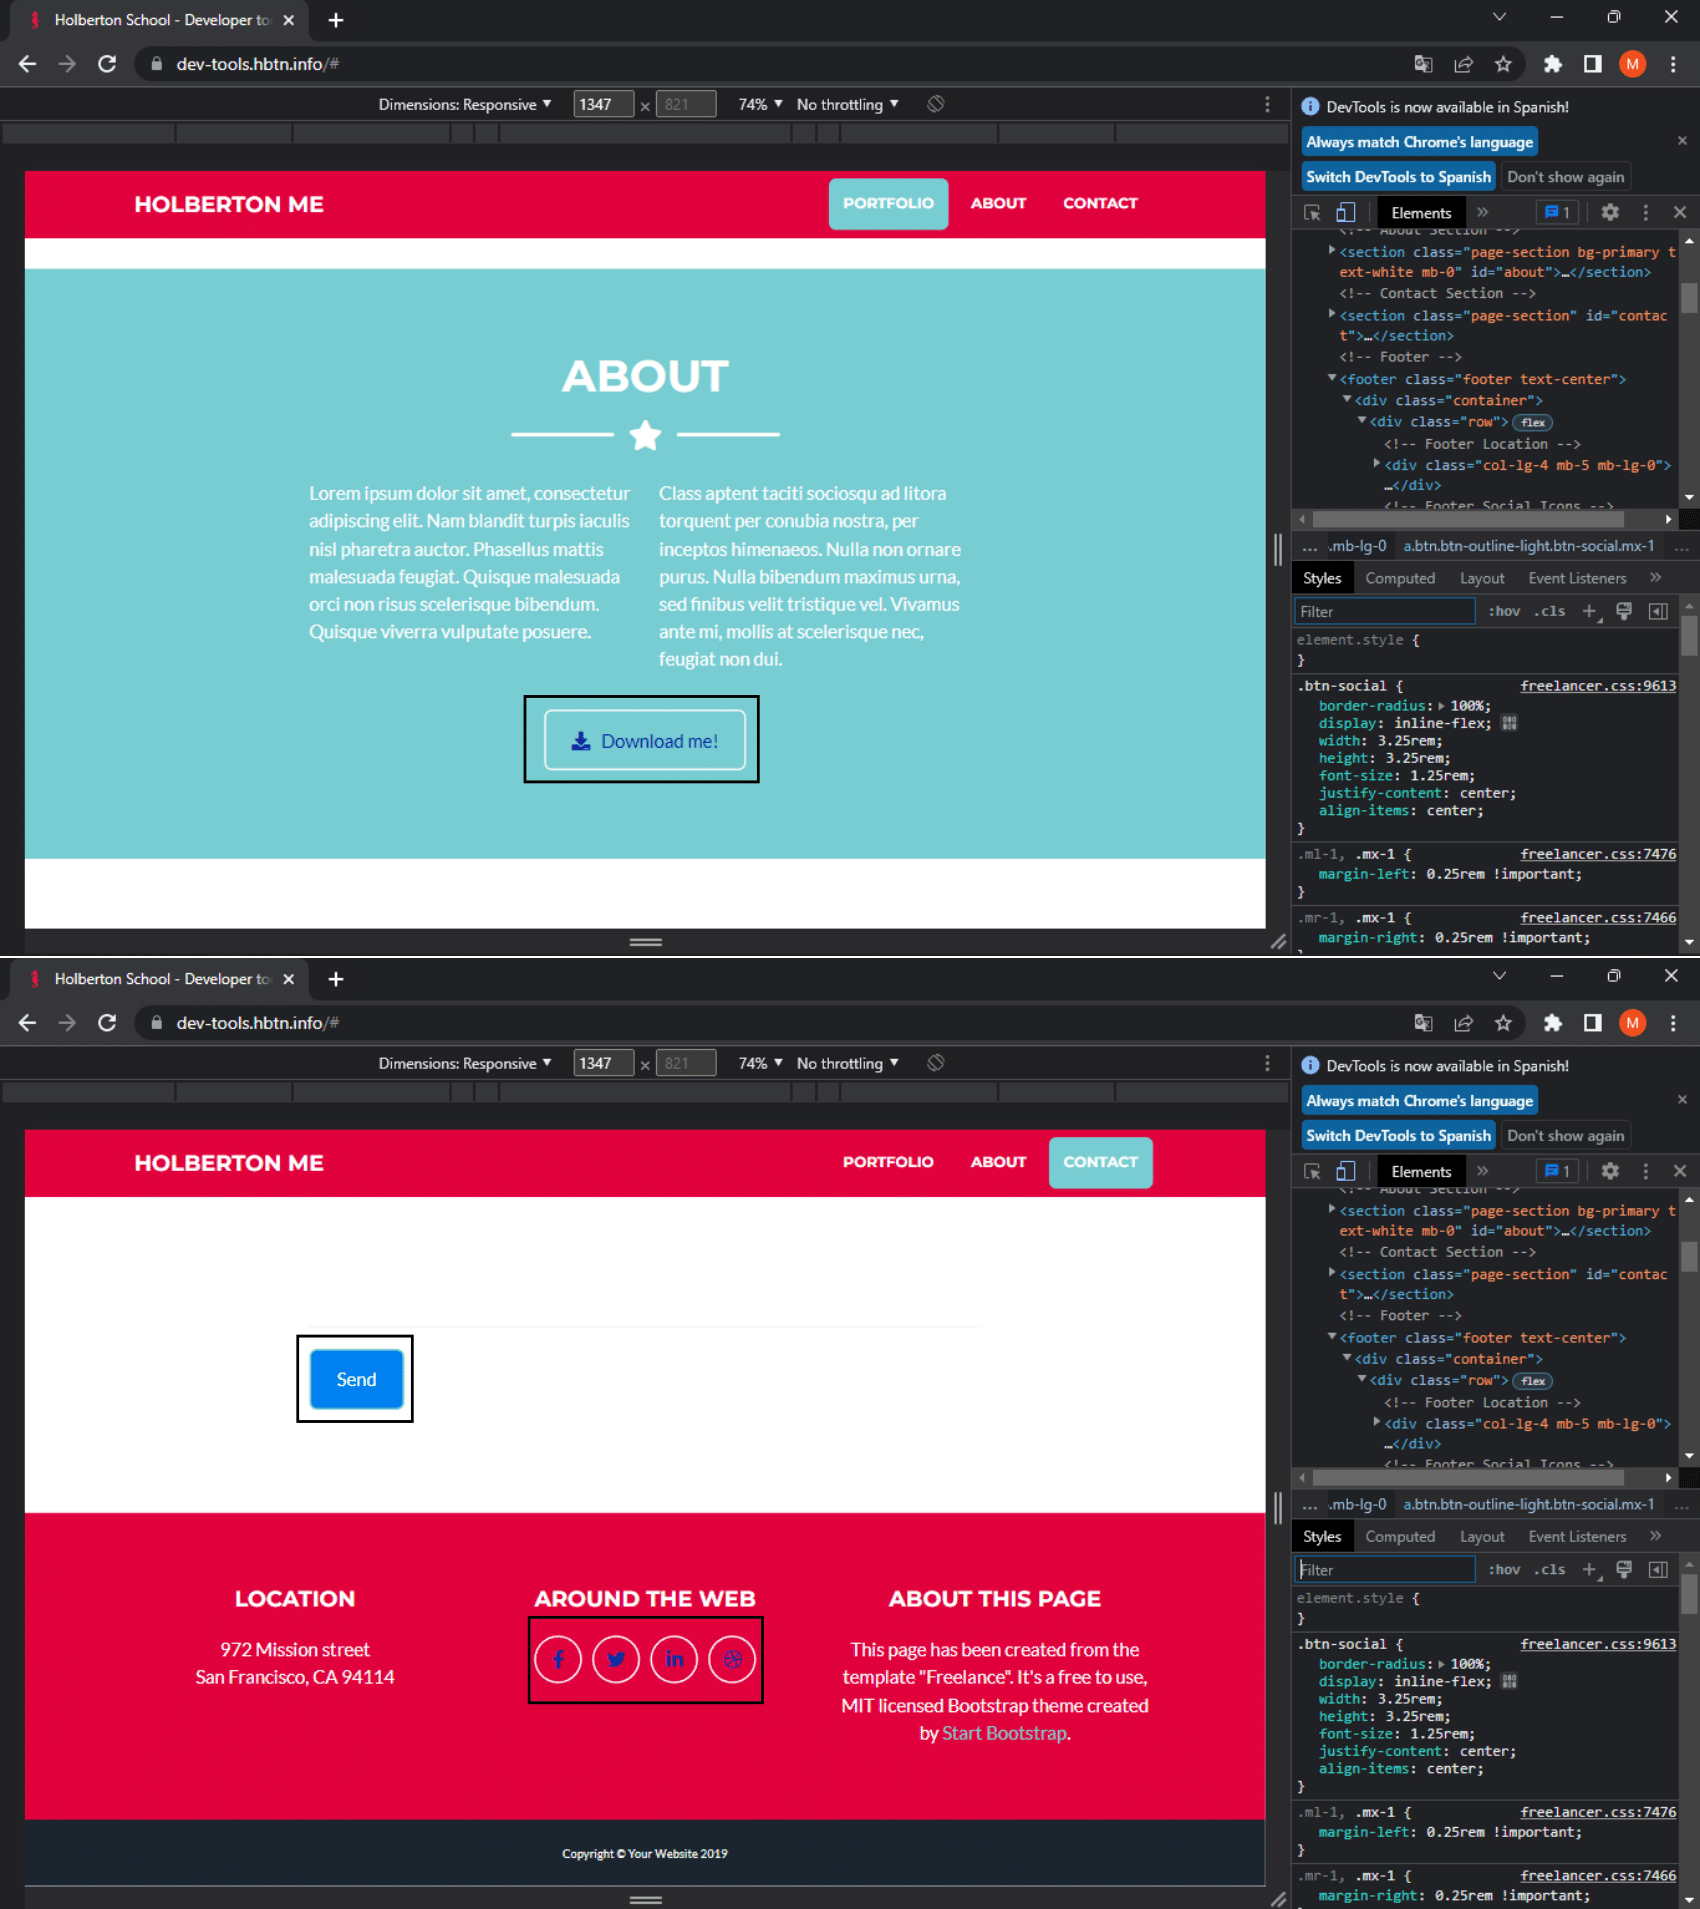 Holberton School - Developer to
dev-tools.hbtn.info/#
M
Dimensions: Responsive 1347 x 821 74% No throttling
HOLBERTON ME PORTFOLIO ABOUT CONTACT
ABOUT
Lorem ipsum dolor sit amet, consectetur
adipiscing elit. Nam blandit turpis iaculis
nisl pharetra auctor. Phasellus mattis
malesuada feugiat. Quisque malesuada
orci non risus scelerisque bibendum.
Quisque viverra vulputate posuere.
Class aptent taciti sociosqu ad litora
torquent per conubia nostra, per
inceptos himenaeos. Nulla non ornare
purus. Nulla bibendum maximus urna,
sed finibus velit tristique vel. Vivamus
ante mi, mollis at scelerisque nec,
feugiat non dui.
Download me!
DevTools is now available in Spanish!
Always match Chrome's language
Switch DevTools to Spanish Don't show again
Elements » 1
<!-- About Section -->
<section class="page-section bg-primary t
ext-white mb-0" id="about">…</section>
<!-- Contact Section -->
<section class="page-section" id="contac
t">…</section>
<!-- Footer -->
<footer class="footer text-center">
<div class="container">
<div class="row"> flex
<!-- Footer Location -->
<div class="col-lg-4 mb-5 mb-lg-0">
…</div>
<!-- Footer Social Icons -->
... .mb-lg-0 a.btn.btn-outline-light.btn-social.mx-1 ...
Styles Computed Layout Event Listeners »
Filter :hov .cls +
element.style {
}
.btn-social { freelancer.css:9613
border-radius: 100%;
display: inline-flex;
width: 3.25rem;
height: 3.25rem;
font-size: 1.25rem;
justify-content: center;
align-items: center;
}
.ml-1, .mx-1 { freelancer.css:7476
margin-left: 0.25rem !important;
}
.mr-1, .mx-1 { freelancer.css:7466
margin-right: 0.25rem !important;
}
Holberton School - Developer to
dev-tools.hbtn.info/#
M
Dimensions: Responsive 1347 x 821 74% No throttling
HOLBERTON ME PORTFOLIO ABOUT CONTACT
Send
LOCATION
972 Mission street
San Francisco, CA 94114
AROUND THE WEB
f in
ABOUT THIS PAGE
This page has been created from the
template "Freelance". It's a free to use,
MIT licensed Bootstrap theme created
by Start Bootstrap.
Copyright © Your Website 2019
DevTools is now available in Spanish!
Always match Chrome's language
Switch DevTools to Spanish Don't show again
Elements » 1
<!-- About Section -->
<section class="page-section bg-primary t
ext-white mb-0" id="about">…</section>
<!-- Contact Section -->
<section class="page-section" id="contac
t">…</section>
<!-- Footer -->
<footer class="footer text-center">
<div class="container">
<div class="row"> flex
<!-- Footer Location -->
<div class="col-lg-4 mb-5 mb-lg-0">
…</div>
<!-- Footer Social Icons -->
... .mb-lg-0 a.btn.btn-outline-light.btn-social.mx-1 ...
Styles Computed Layout Event Listeners »
Filter :hov .cls +
element.style {
}
.btn-social { freelancer.css:9613
border-radius: 100%;
display: inline-flex;
width: 3.25rem;
height: 3.25rem;
font-size: 1.25rem;
justify-content: center;
align-items: center;
}
.ml-1, .mx-1 { freelancer.css:7476
margin-left: 0.25rem !important;
}
.mr-1, .mx-1 { freelancer.css:7466
margin-right: 0.25rem !important;